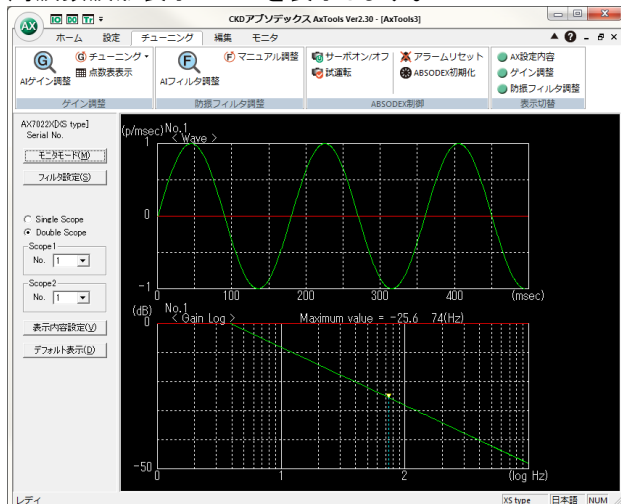 AX
IO DO Tr
CKDアブソデックス AxTools Ver2.30 - [AxTools3]
ホーム 設定 チューニング 編集 モニタ
AIゲイン調整
(G) チューニング
点数表表示
AIフィルタ調整
(F) マニュアル調整
サーボオン/オフ
試運転
アラームリセット
ABSODEX初期化
AX設定内容
ゲイン調整
防振フィルタ調整
ゲイン調整 防振フィルタ調整 ABSODEX制御 表示切替
AX7022X[XS type]
Serial No.
モニタモード(M)
フィルタ設定(S)
Single Scope
Double Scope
Scope1
No. 1
Scope2
No. 1
表示内容設定(V)
デフォルト表示(D)
(p/msec) No.1
< Wave >
1
0
-1
0 100 200 300 400 (msec)
(dB) No.1
< Gain Log > Maximum value = -25.6 74(Hz)
0
-50
0 1 2 (log Hz)
レディ
XS type 日本語 NUM